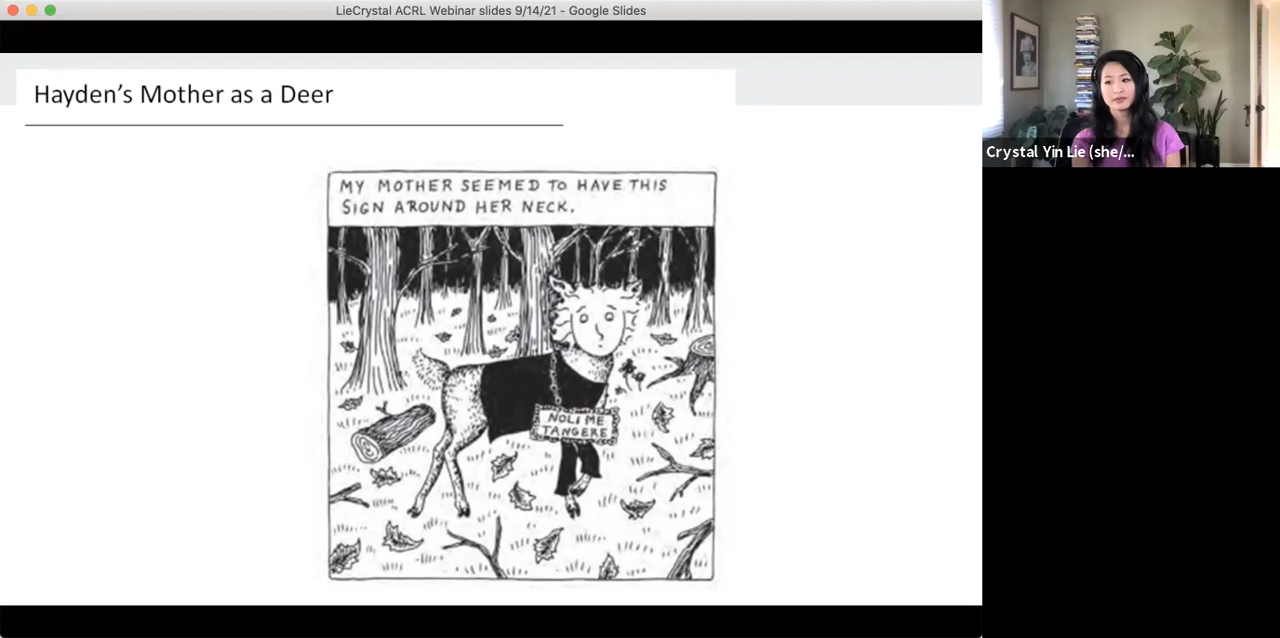 LieCrystal ACRL Webinar slides 9/14/21 - Google Slides
Hayden's Mother as a Deer
MY MOTHER SEEMED TO HAVE THIS
SIGN AROUND HER NECK.
NOLI ME
TANGERE
Crystal Yin Lie (she/...